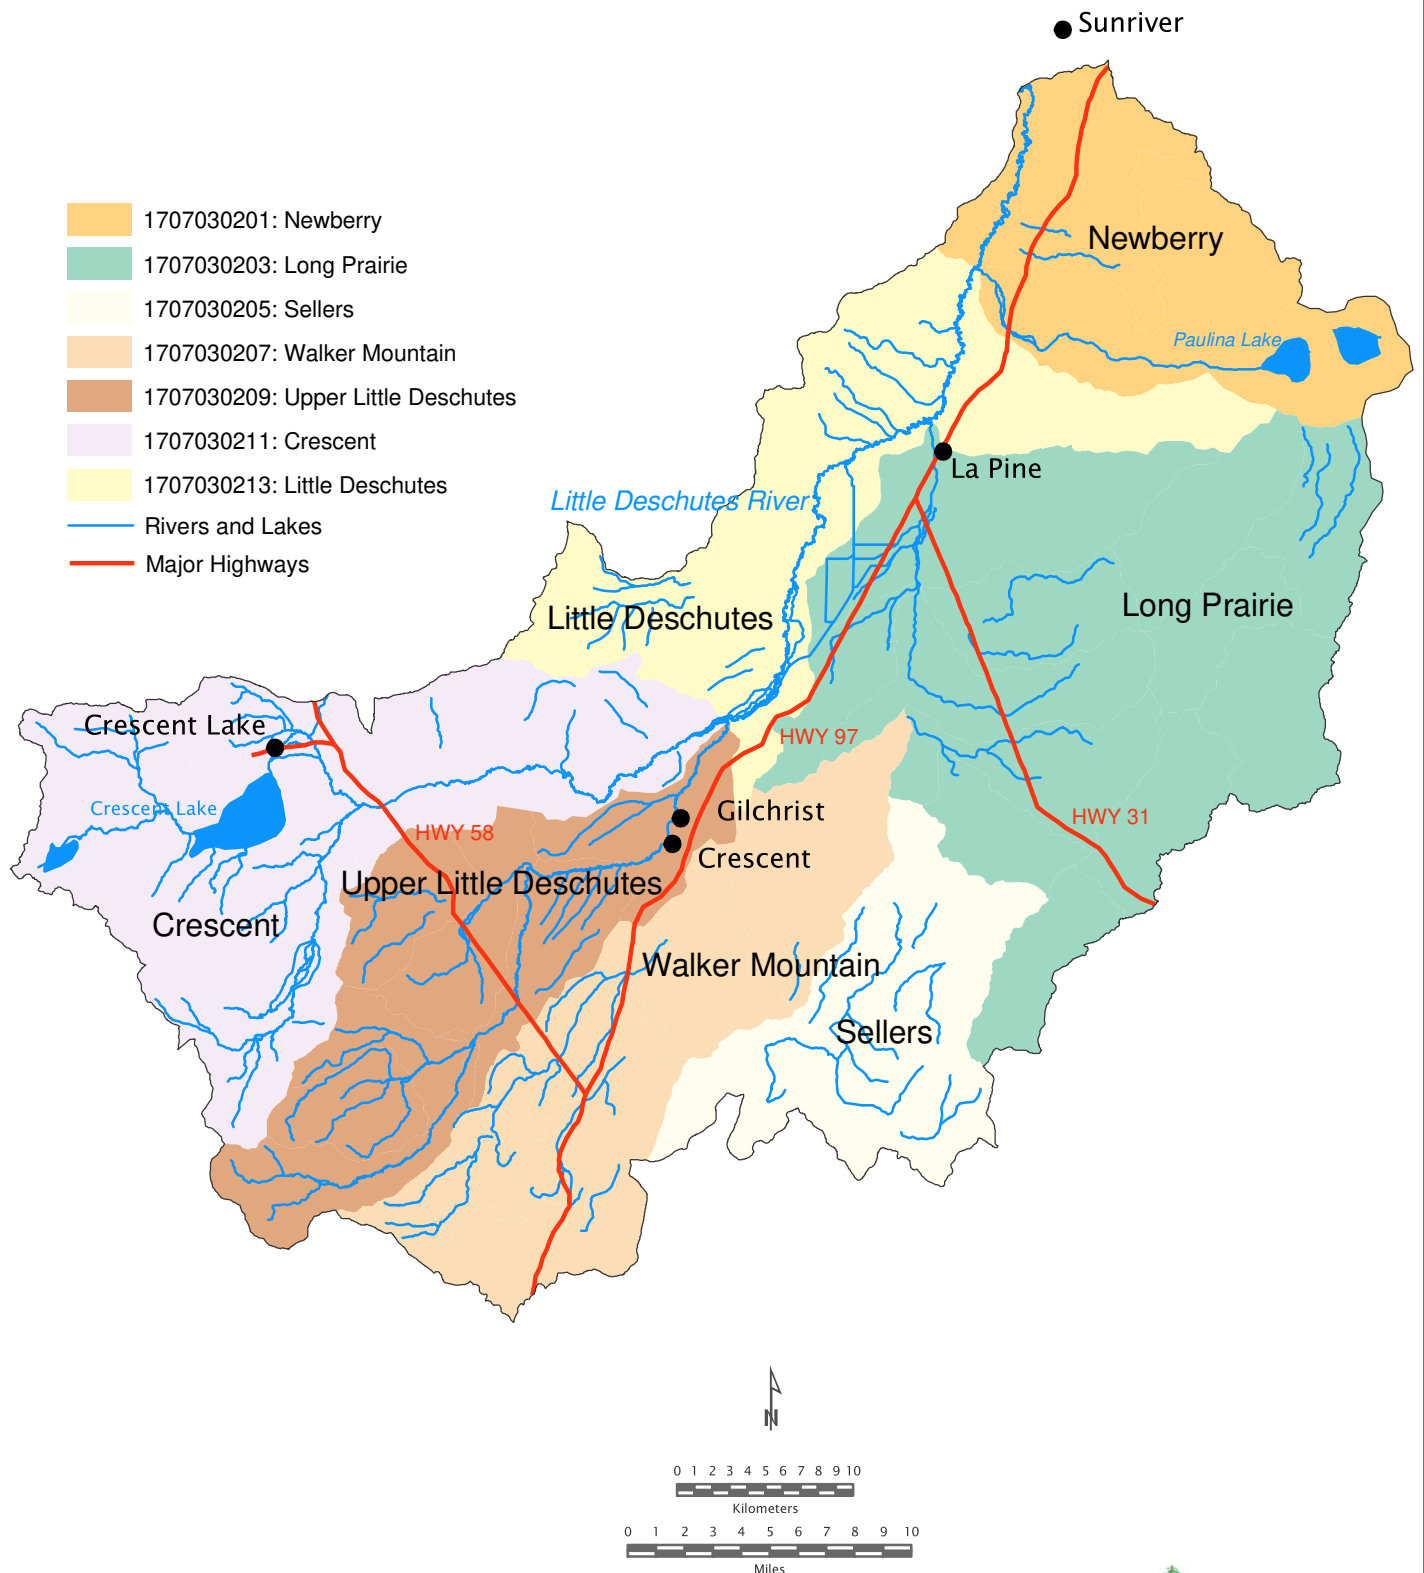 Sunriver
1707030201: Newberry
1707030203: Long Prairie
1707030205: Sellers
1707030207: Walker Mountain
1707030209: Upper Little Deschutes
1707030211: Crescent
1707030213: Little Deschutes
Rivers and Lakes
Major Highways
Newberry
Paulina Lake
La Pine
Little Deschutes River
Long Prairie
Little Deschutes
Crescent Lake
HWY 97
Crescent Lake
Gilchrist
HWY 31
HWY 58
Crescent
Upper Little Deschutes
Crescent
Walker Mountain
Sellers
N
0 1 2 3 4 5 6 7 8 9 10
Kilometers
0 1 2 3 4 5 6 7 8 9 10
Miles